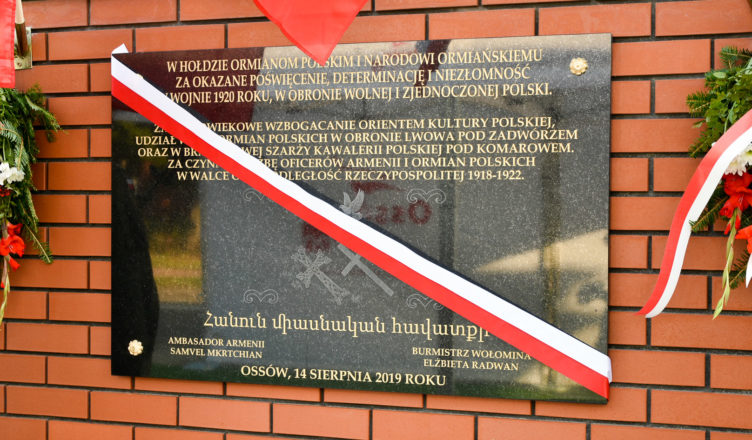 W HOŁDZIE ORMIANOM POLSKIM I NARODOWI ORMIAŃSKIEMU
ZA OKAZANE POŚWIĘCENIE, DETERMINACJĘ I NIEZŁOMNOŚĆ
WOJNIE 1920 ROKU, W OBRONIE WOLNEJ I ZJEDNOCZONEJ POLSKI.
WIEKOWE WZBOGACANIE ORIENTEM KULTURY POLSKIEJ,
UDZIAŁ ORMIAN POLSKICH W OBRONIE LWOWA POD ZADWÓRZEM
ORAZ W SZARŻY KAWALERII POLSKIEJ POD KOMAROWEM.
ZA OFICERÓW ARMENII I ORMIAN POLSKICH
W WALCE RZECZYPOSPOLITEJ 1918-1922.
Հանուն միասնական
AMBASADOR ARMENII
SAMVEL MKRTCHIAN
BURMISTRZ WOŁOMINA
ELŻBIETA RADWAN
OSSÓW, 14 SIERPNIA 2019 ROKU